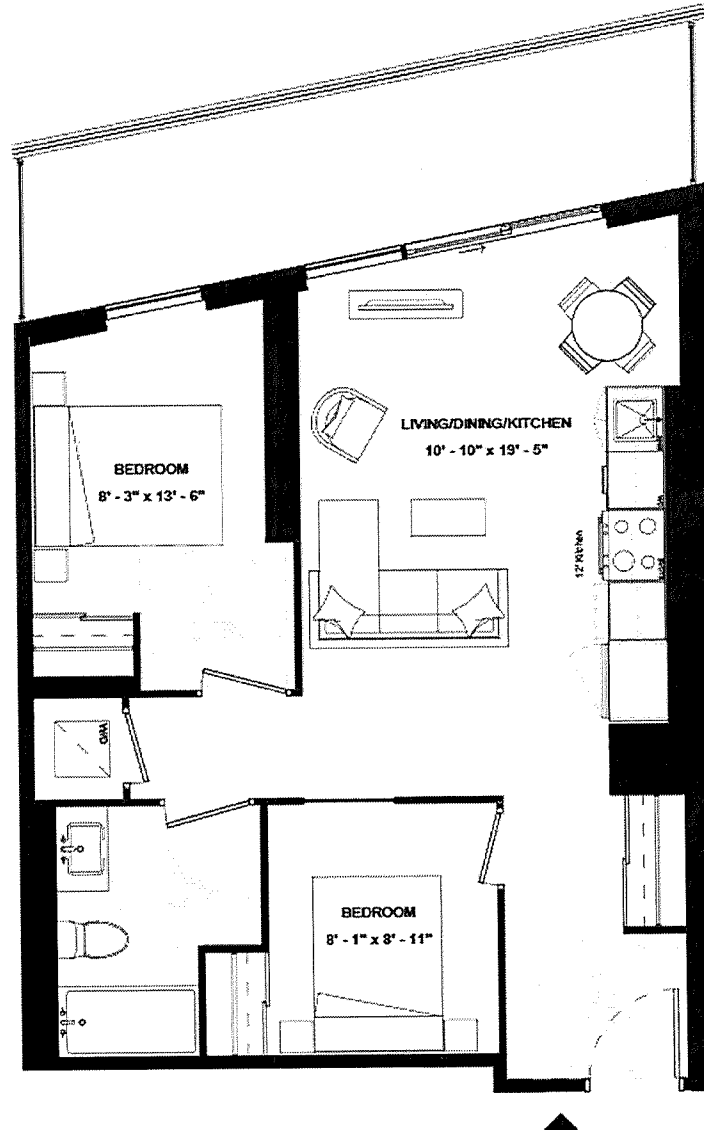 LIVING/DINING/KITCHEN
10' - 10" x 19' - 5"
BEDROOM
8' - 3" x 13' - 6"
12' Kitchen
W/D
BEDROOM
8' - 1" x 8' - 11"